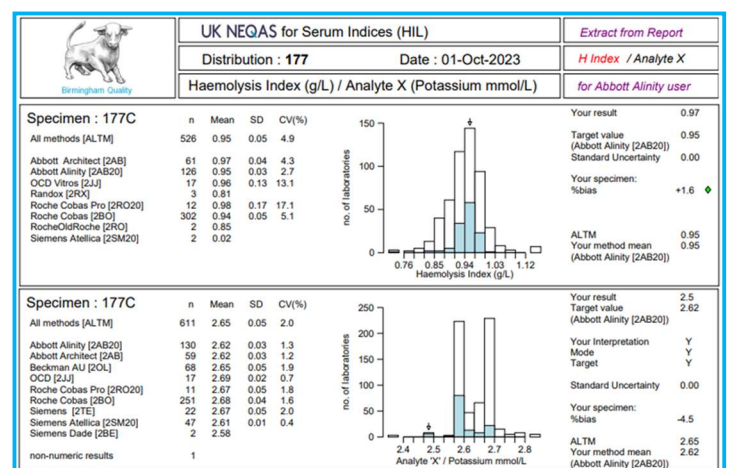 UK NEQAS for Serum Indices (HIL)
Extract from Report
Distribution : 177 Date : 01-Oct-2023
H Index / Analyte X
Birmingham Quality
Haemolysis Index (g/L) / Analyte X (Potassium mmol/L)
for Abbott Alinity user
Specimen : 177C n Mean SD CV(%)
All methods [ALTM] 526 0.95 0.05 4.9
Abbott Architect [2AB] 61 0.97 0.04 4.3
Abbott Alinity [2AB20] 126 0.95 0.03 2.7
OCD Vitros [2JJ] 17 0.96 0.13 13.1
Randox [2RX] 3 0.81
Roche Cobas Pro [2RO20] 12 0.98 0.17 17.1
Roche Cobas [2BO] 302 0.94 0.05 5.1
RocheOldRoche [2RO] 2 0.85
Siemens Atellica [2SM20] 2 0.02
no. of laboratories
150
100
50
0
0.76 0.85 0.94 1.03 1.12
Haemolysis Index (g/L)
Your result 0.97
Target value 0.95
(Abbott Alinity [2AB20])
Standard Uncertainty 0.00
Your specimen:
%bias +1.6
ALTM 0.95
Your method mean 0.95
(Abbott Alinity [2AB20])
Specimen : 177C n Mean SD CV(%)
All methods [ALTM] 611 2.65 0.05 2.0
Abbott Alinity [2AB20] 130 2.62 0.03 1.3
Abbott Architect [2AB] 59 2.62 0.03 1.2
Beckman AU [2OL] 68 2.65 0.05 1.9
OCD [2JJ] 17 2.69 0.02 0.7
Roche Cobas Pro [2RO20] 11 2.67 0.05 1.8
Roche Cobas [2BO] 251 2.68 0.04 1.6
Siemens [2TE] 22 2.67 0.05 2.0
Siemens Atellica [2SM20] 47 2.61 0.01 0.4
Siemens Dade [2BE] 2 2.58
non-numeric results 1
no. of laboratories
250
200
150
100
50
0
2.4 2.5 2.6 2.7 2.8
Analyte 'X' / Potassium mmol/L
Your result 2.5
Target value 2.62
(Abbott Alinity [2AB20])
Your Interpretation Y
Mode Y
Target Y
Standard Uncertainty 0.00
Your specimen:
%bias -4.5
ALTM 2.65
Your method mean 2.62
(Abbott Alinity [2AB20])